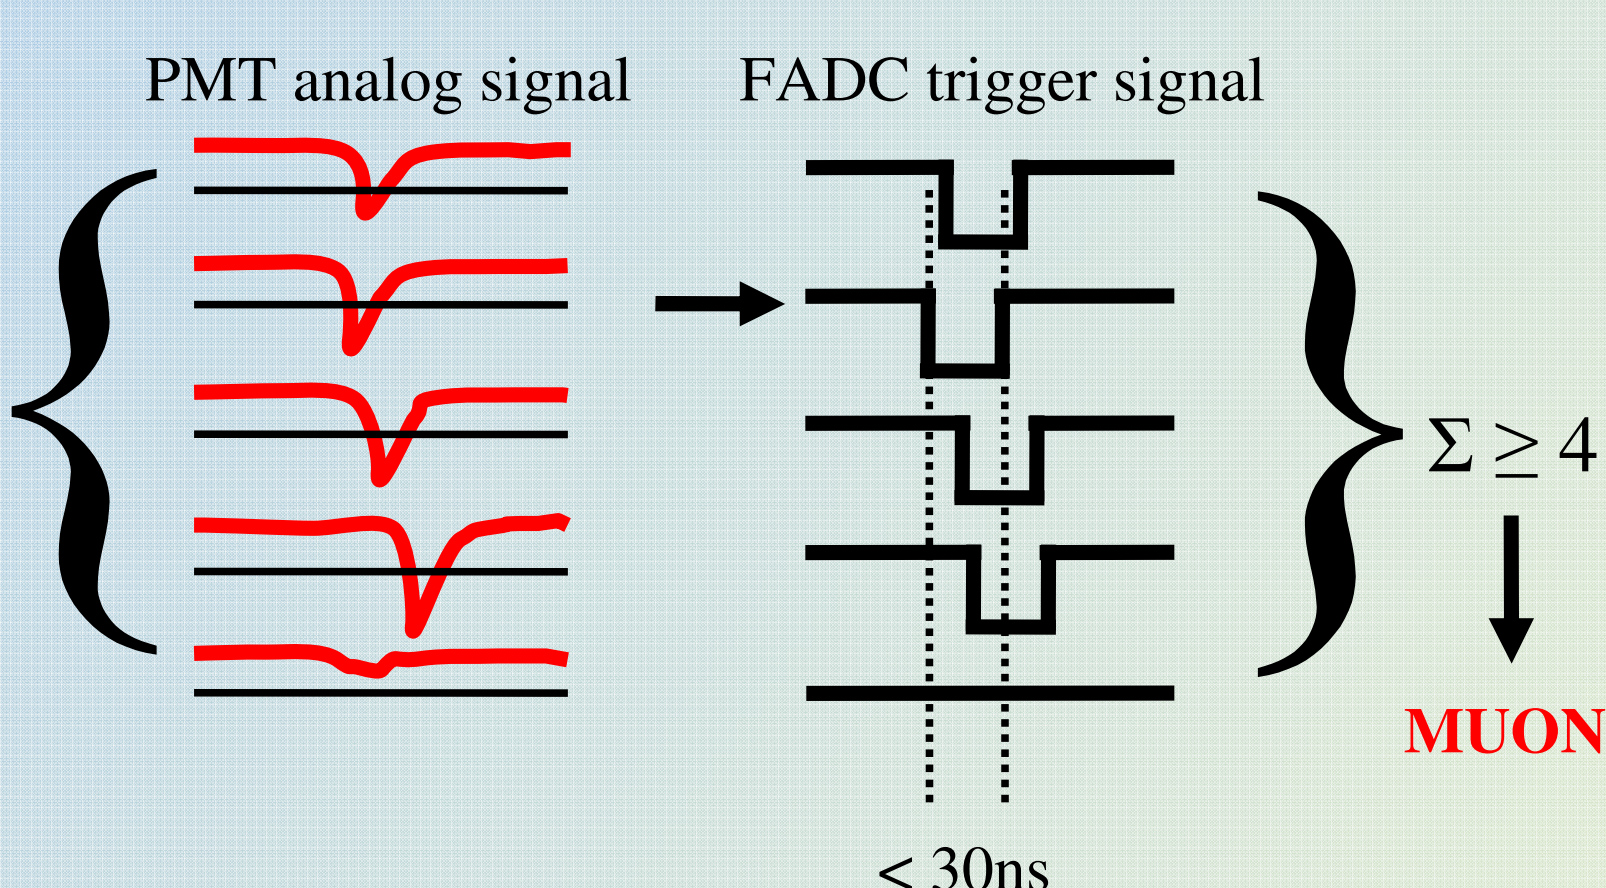 PMT analog signal
FADC trigger signal
Σ ≥ 4
MUON
< 30ns